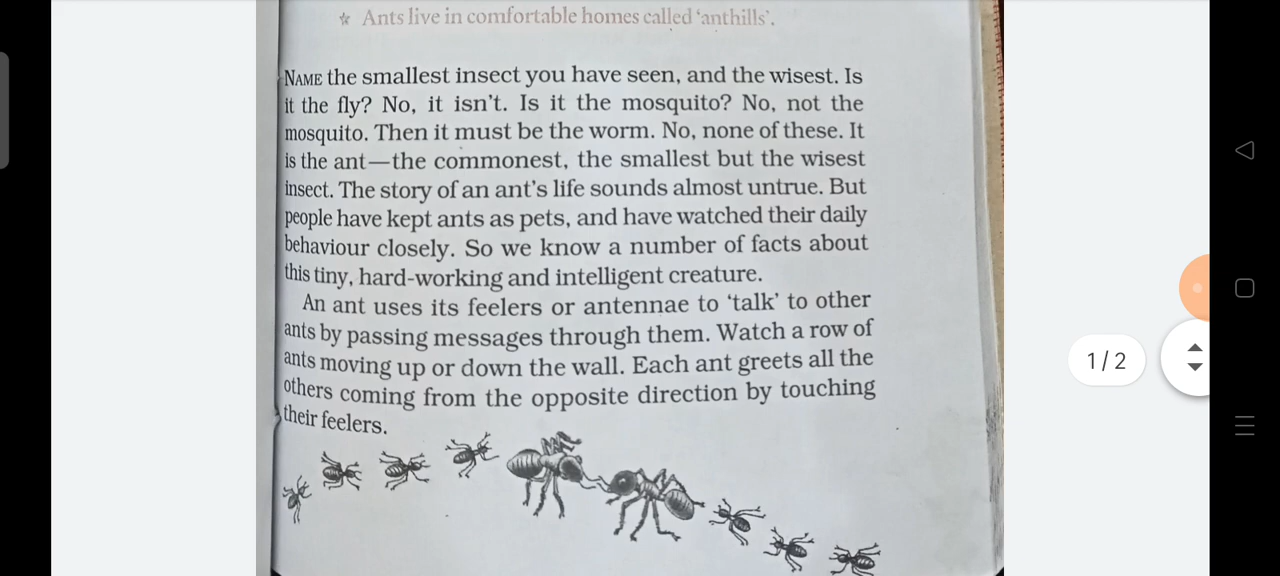 ☆ Ants live in comfortable homes called ‘anthills’.
NAME the smallest insect you have seen, and the wisest. Is
it the fly? No, it isn’t. Is it the mosquito? No, not the
mosquito. Then it must be the worm. No, none of these. It
is the ant—the commonest, the smallest but the wisest
insect. The story of an ant’s life sounds almost untrue. But
people have kept ants as pets, and have watched their daily
behaviour closely. So we know a number of facts about
this tiny, hard-working and intelligent creature.
An ant uses its feelers or antennae to ‘talk’ to other
ants by passing messages through them. Watch a row of
ants moving up or down the wall. Each ant greets all the
others coming from the opposite direction by touching
their feelers.
1/2